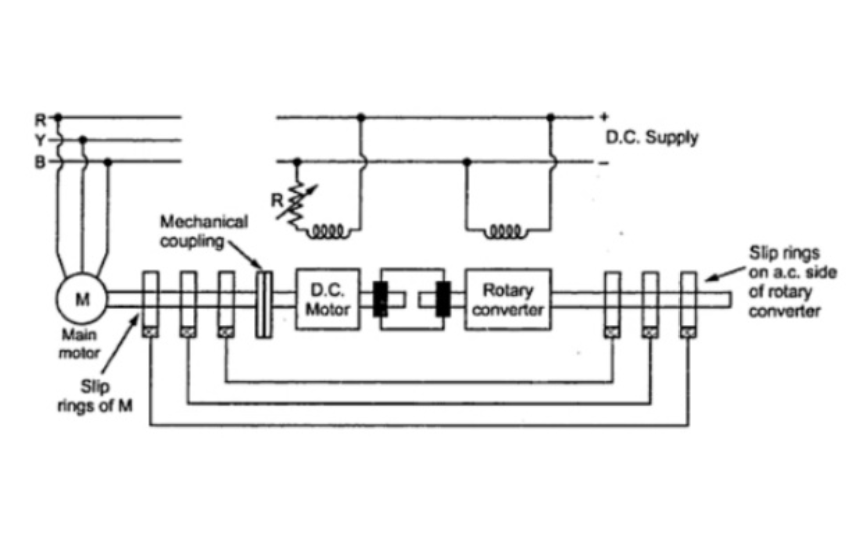 R
Y
B
+
D.C. Supply
−
R
Mechanical
coupling
Slip rings
on a.c. side
of rotary
converter
M
D.C.
Motor
Rotary
converter
Main
motor
Slip
rings of M